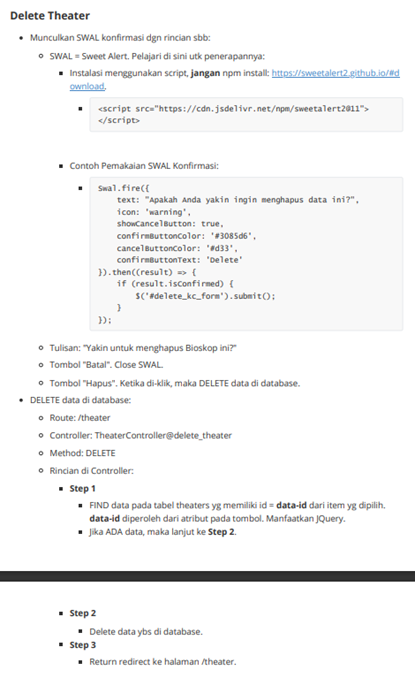 Delete Theater
Munculkan SWAL konfirmasi dgn rincian sbb:
SWAL = Sweet Alert. Pelajari di sini utk penerapannya:
Instalasi menggunakan script, jangan npm install: https://sweetalert2.github.io/#d
ownload.
<script src="https://cdn.jsdelivr.net/npm/sweetalert2@11">
</script>
Contoh Pemakaian SWAL Konfirmasi:
Swal.fire({
text: "Apakah Anda yakin ingin menghapus data ini?",
icon: 'warning',
showCancelButton: true,
confirmButtonColor: '#3085d6',
cancelButtonColor: '#d33',
confirmButtonText: 'Delete'
}).then((result) => {
if (result.isConfirmed) {
$('#delete_kc_form').submit();
}
});
Tulisan: "Yakin untuk menghapus Bioskop ini?"
Tombol "Batal". Close SWAL.
Tombol "Hapus". Ketika di-klik, maka DELETE data di database.
DELETE data di database:
Route: /theater
Controller: TheaterController@delete_theater
Method: DELETE
Rincian di Controller:
Step 1
FIND data pada tabel theaters yg memiliki id = data-id dari item yg dipilih.
data-id diperoleh dari atribut pada tombol. Manfaatkan JQuery.
Jika ADA data, maka lanjut ke Step 2.
Step 2
Delete data ybs di database.
Step 3
Return redirect ke halaman /theater.